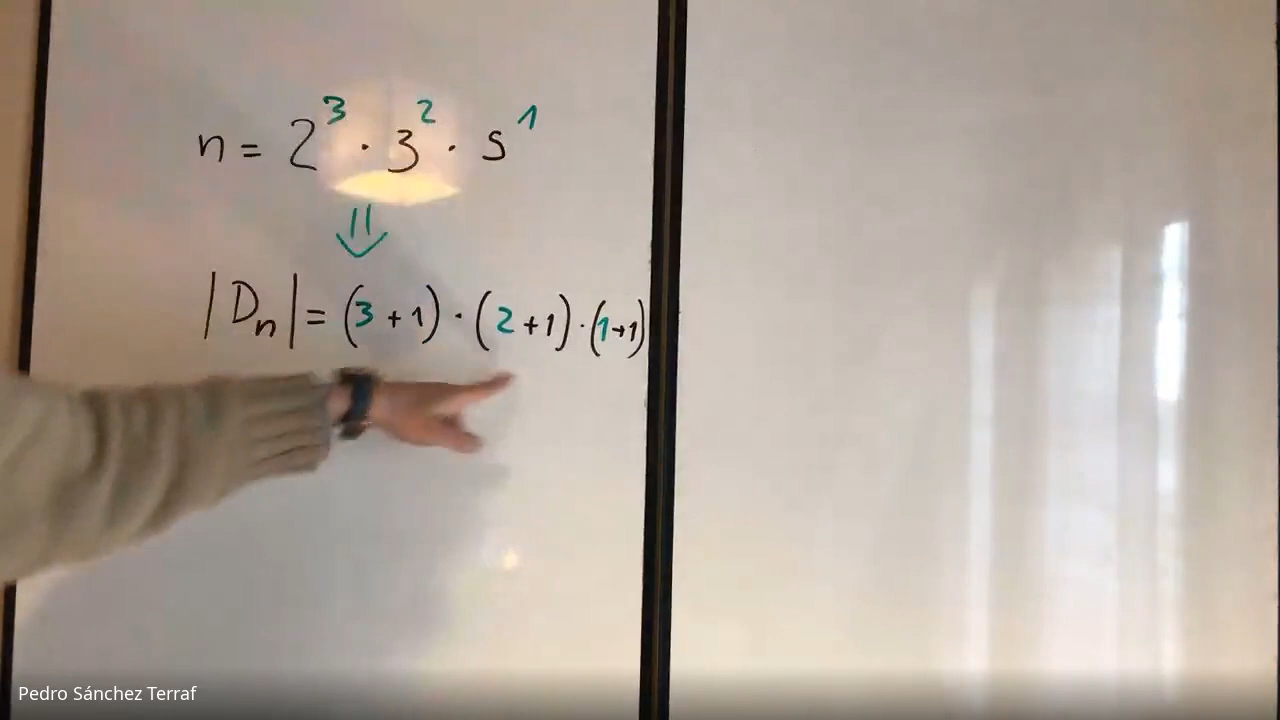 n = 2³ · 3² · 5¹
⇓
|Dₙ| = (3+1) · (2+1) · (1+1)
Pedro Sánchez Terraf